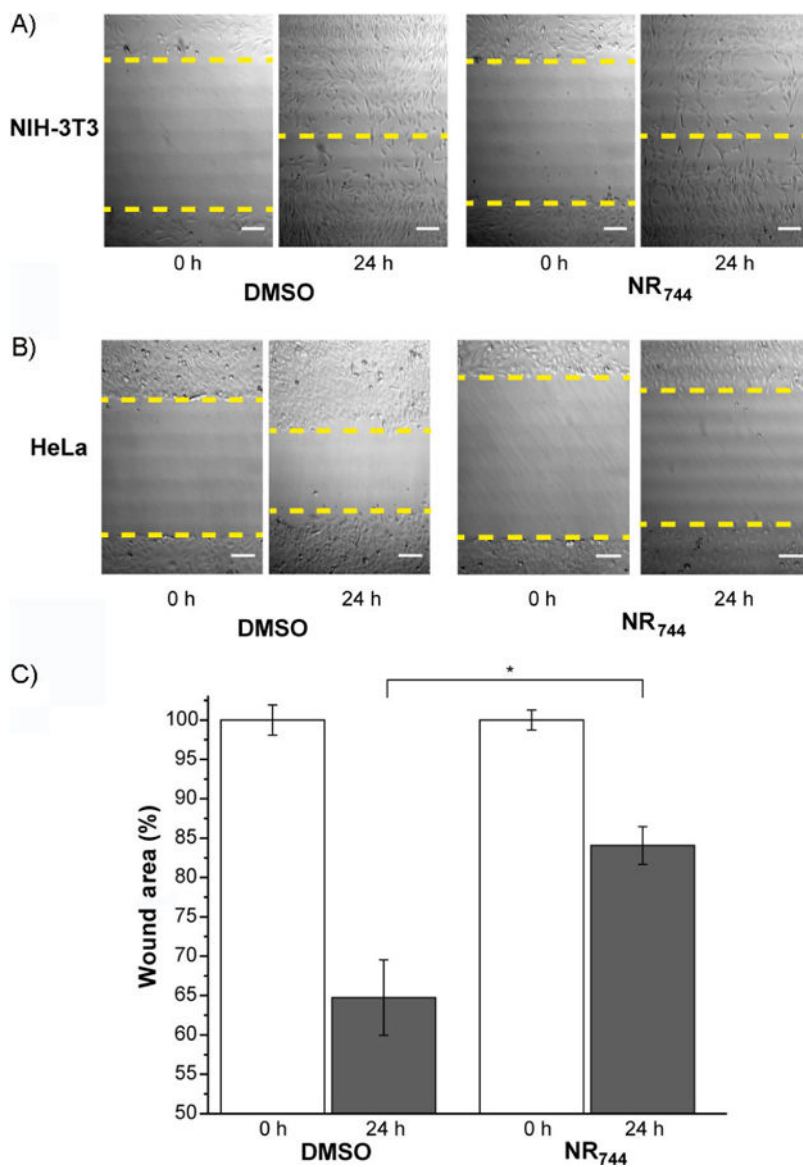 A)
NIH-3T3
0 h 24 h 0 h 24 h
DMSO NR744
B)
HeLa
0 h 24 h 0 h 24 h
DMSO NR744
C)
*
Wound area (%)
100
95
90
85
80
75
70
65
60
55
50
0 h 24 h 0 h 24 h
DMSO NR744